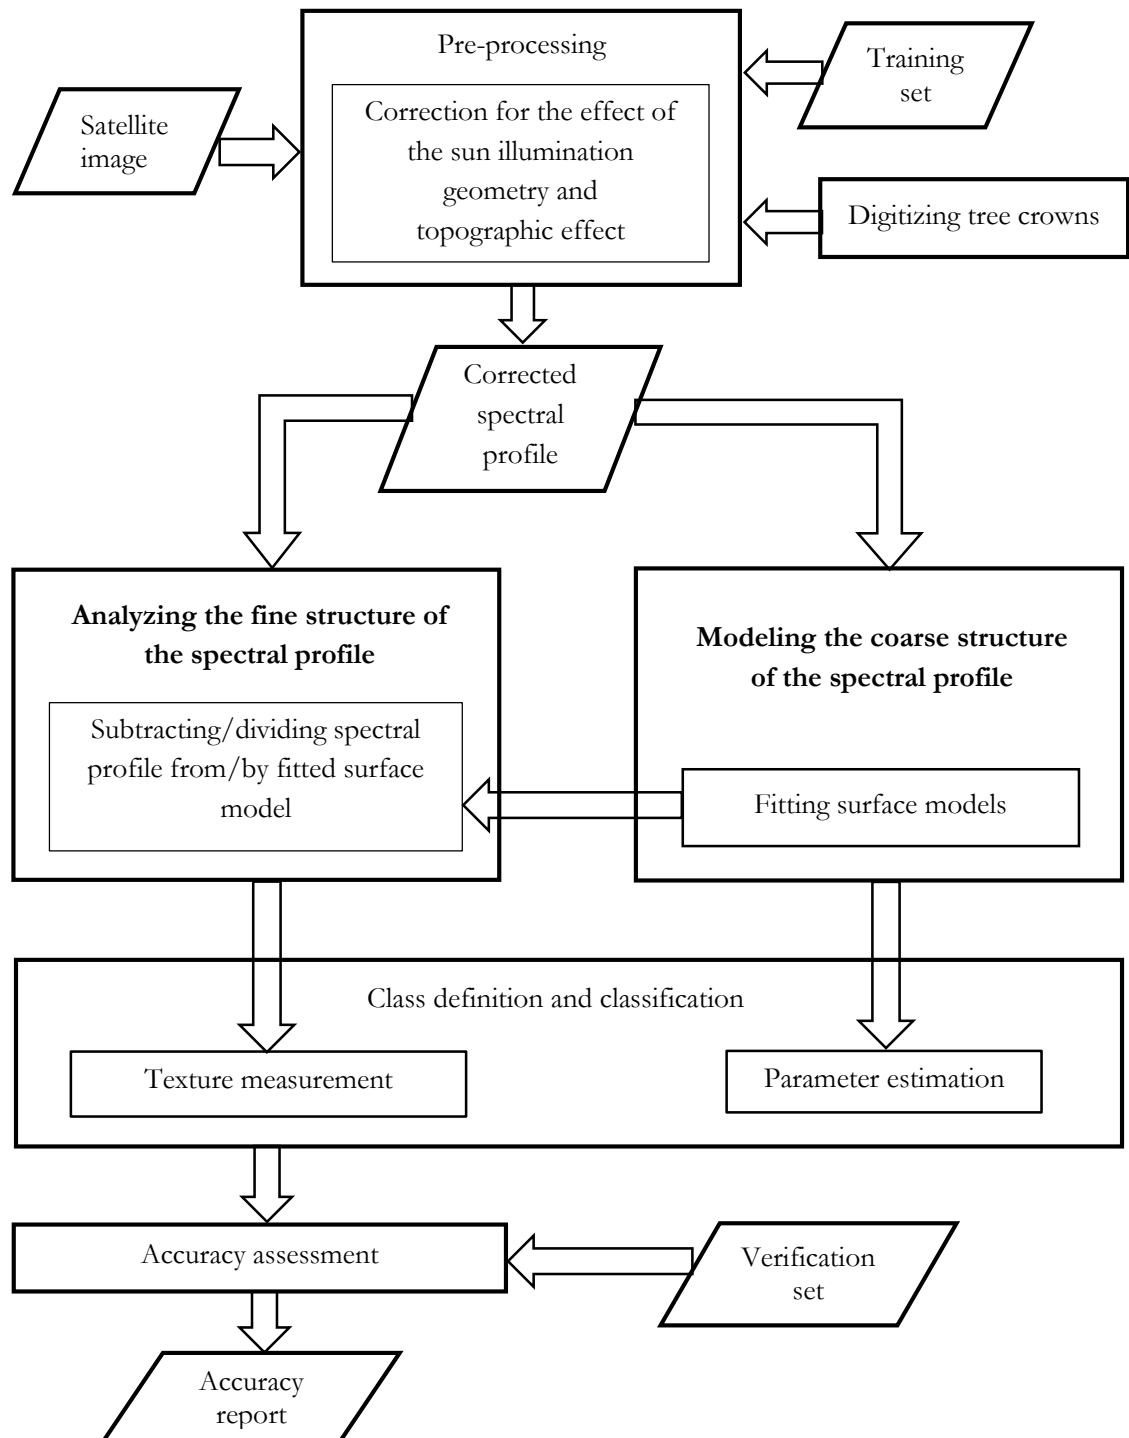 Pre-processing
Training
set
Satellite
image
Correction for the effect of
the sun illumination
geometry and
topographic effect
Digitizing tree crowns
Corrected
spectral
profile
Analyzing the fine structure of
the spectral profile
Modeling the coarse structure
of the spectral profile
Subtracting/dividing spectral
profile from/by fitted surface
model
Fitting surface models
Class definition and classification
Texture measurement
Parameter estimation
Accuracy assessment
Verification
set
Accuracy
report